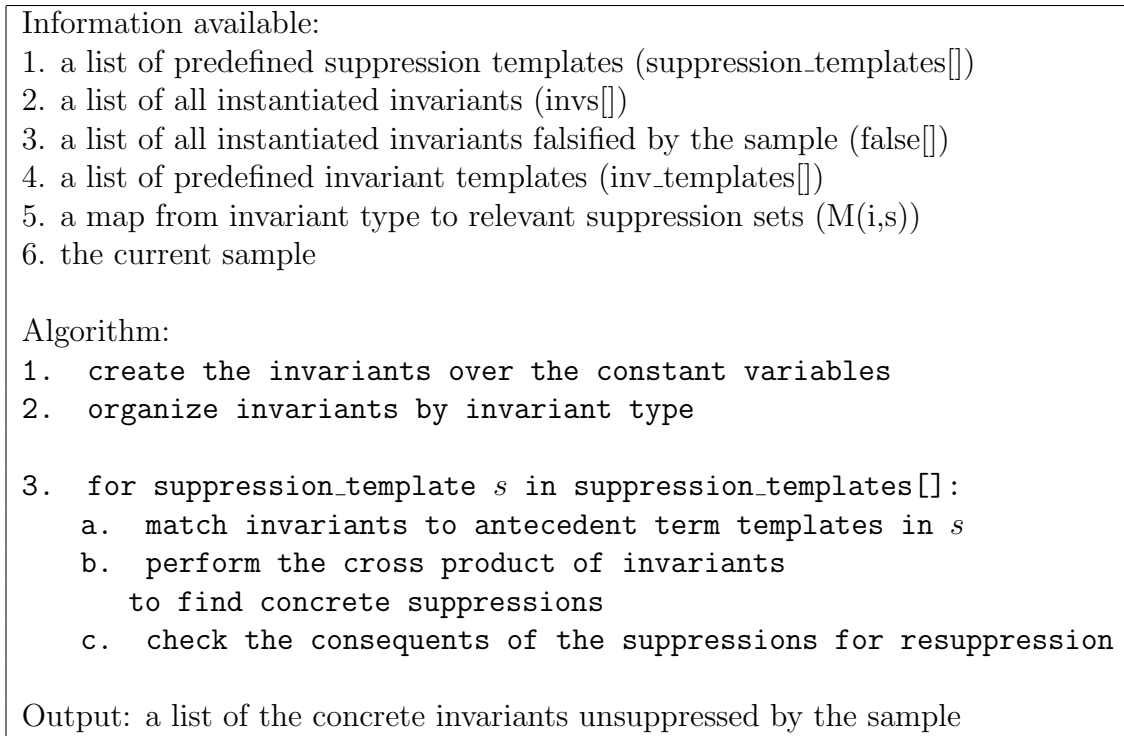 Information available:
1. a list of predefined suppression templates (suppression_templates[])
2. a list of all instantiated invariants (invs[])
3. a list of all instantiated invariants falsified by the sample (false[])
4. a list of predefined invariant templates (inv_templates[])
5. a map from invariant type to relevant suppression sets (M(i,s))
6. the current sample
Algorithm:
1. create the invariants over the constant variables
2. organize invariants by invariant type
3. for suppression_template s in suppression_templates[]:
a. match invariants to antecedent term templates in s
b. perform the cross product of invariants
to find concrete suppressions
c. check the consequents of the suppressions for resuppression
Output: a list of the concrete invariants unsuppressed by the sample